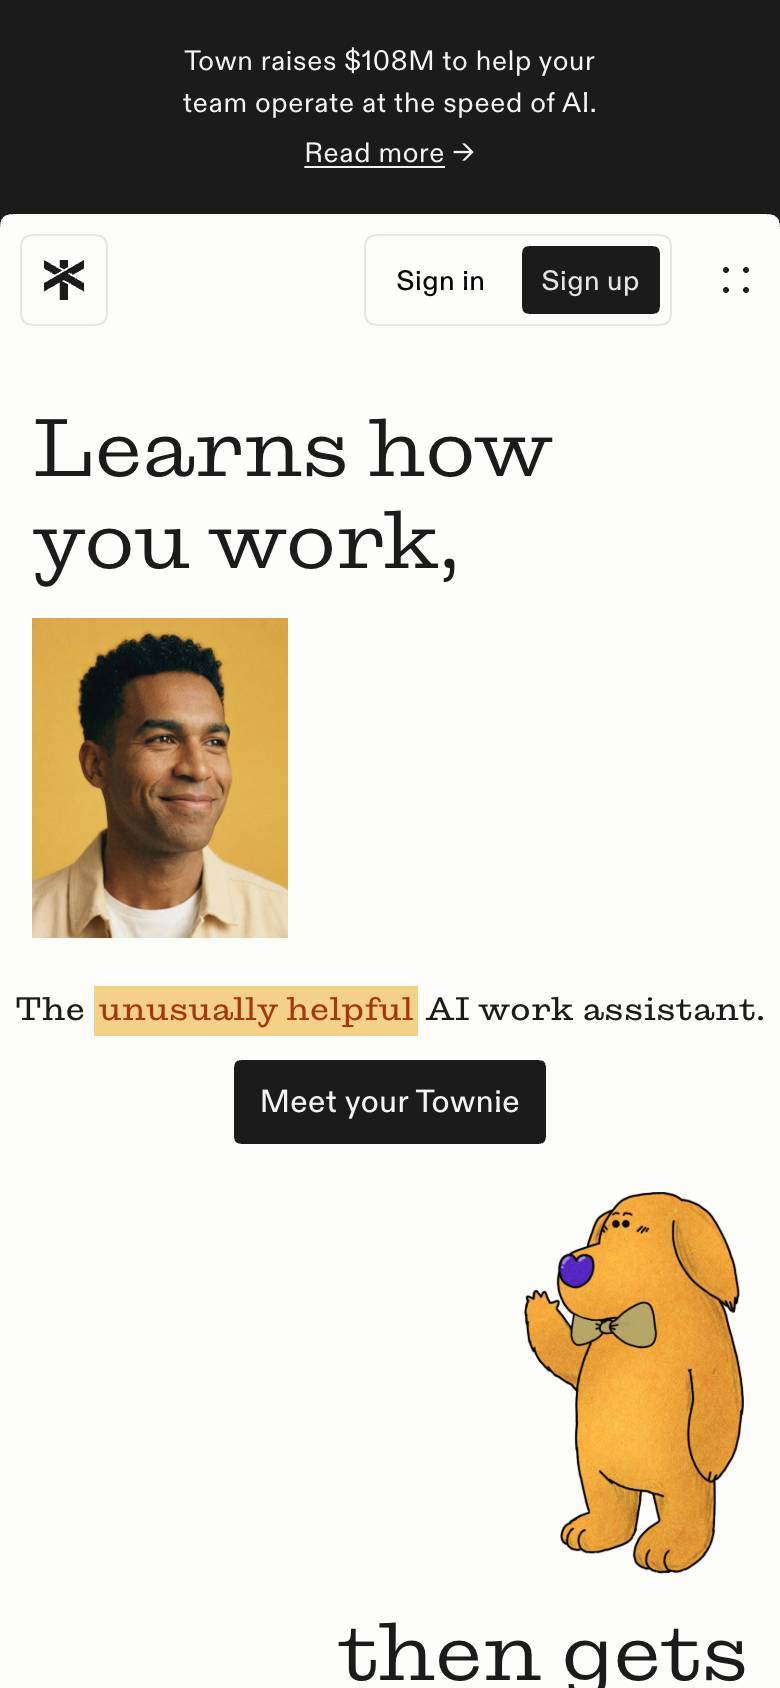 Town raises $108M to help your
team operate at the speed of AI.
Read more →
Sign in
Sign up
Learns how
you work,
The unusually helpful AI work assistant.
Meet your Townie
then gets